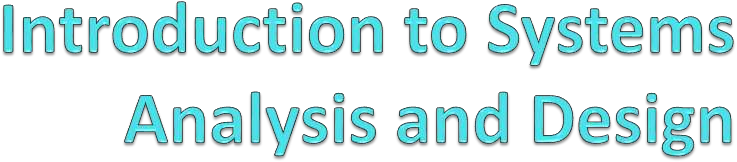 Introduction to Systems
Analysis and Design